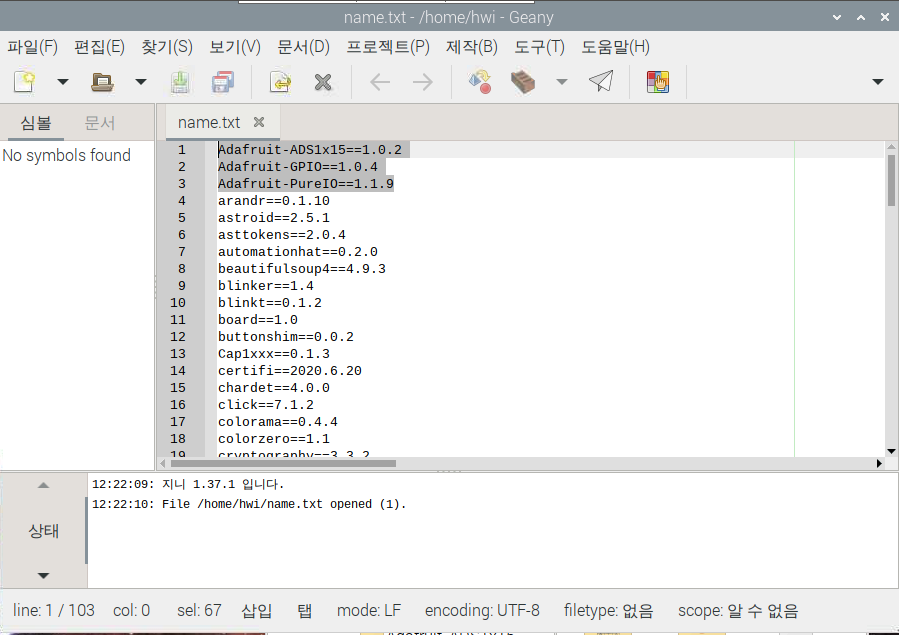 name.txt - /home/hwi - Geany
파일(F) 편집(E) 찾기(S) 보기(V) 문서(D) 프로젝트(P) 제작(B) 도구(T) 도움말(H)
심볼 문서
name.txt
No symbols found
1 Adafruit-ADS1x15==1.0.2
2 Adafruit-GPIO==1.0.4
3 Adafruit-PureIO==1.1.9
4 arandr==0.1.10
5 astroid==2.5.1
6 asttokens==2.0.4
7 automationhat==0.2.0
8 beautifulsoup4==4.9.3
9 blinker==1.4
10 blinkt==0.1.2
11 board==1.0
12 buttonshim==0.0.2
13 Cap1xxx==0.1.3
14 certifi==2020.6.20
15 chardet==4.0.0
16 click==7.1.2
17 colorama==0.4.4
18 colorzero==1.1
19 cryptography==3.3.2
상태
12:22:09: 지니 1.37.1 입니다.
12:22:10: File /home/hwi/name.txt opened (1).
line: 1 / 103 col: 0 sel: 67 삽입 탭 mode: LF encoding: UTF-8 filetype: 없음 scope: 알 수 없음